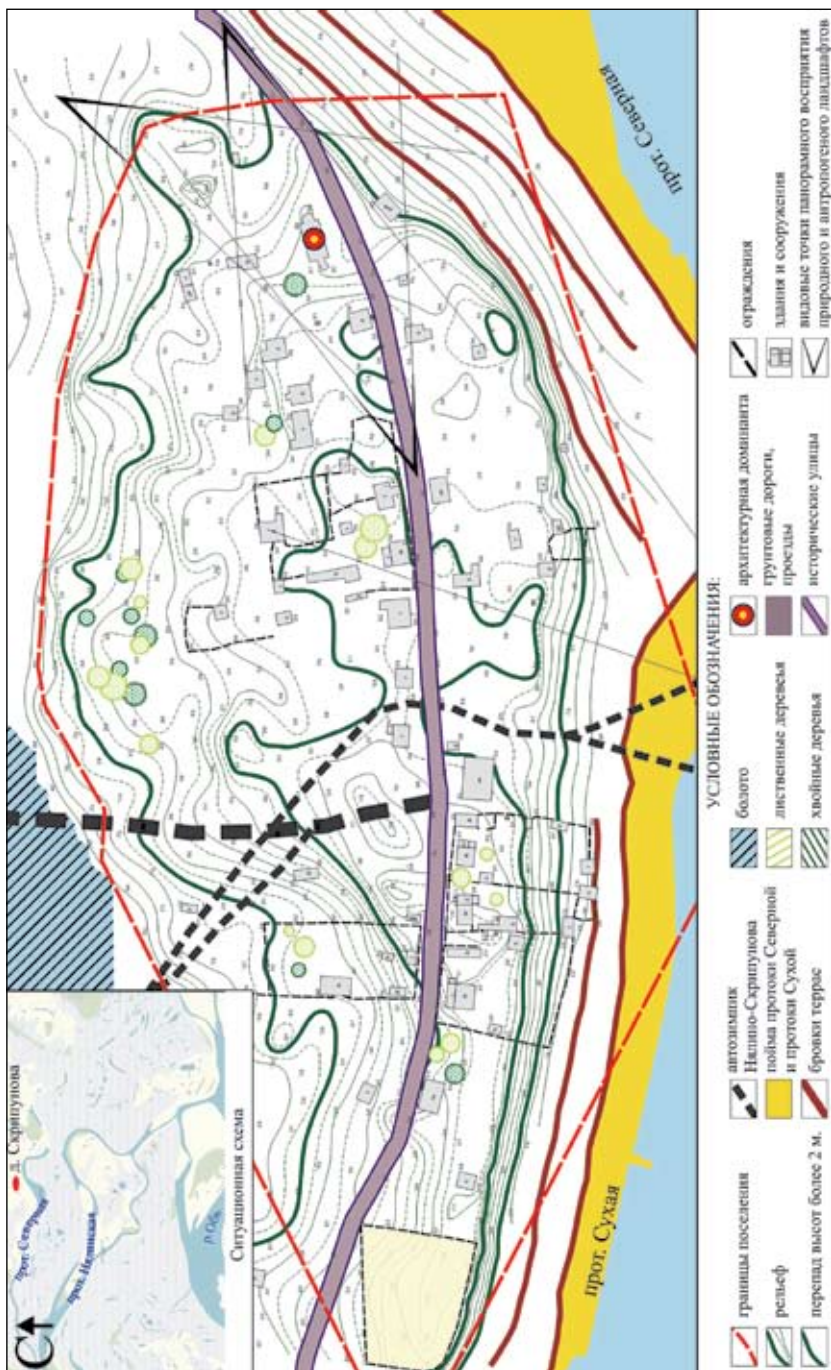 С
д. Скрипунова
прот. Северная
прот. Нялинская
р. Обь
Ситуационная схема
прот. Северная
прот. Сухая
УСЛОВНЫЕ ОБОЗНАЧЕНИЯ:
границы поселения
рельеф
перепад высот более 2 м.
автозимник
Нялино-Скрипунова
пойма протоки Северной
и протоки Сухой
бровки террас
болото
лиственные деревья
хвойные деревья
архитектурная доминанта
грунтовые дороги,
проезды
исторические улицы
ограждения
здания и сооружения
видовые точки панорамного восприятия
природного и антропогенного ландшафтов